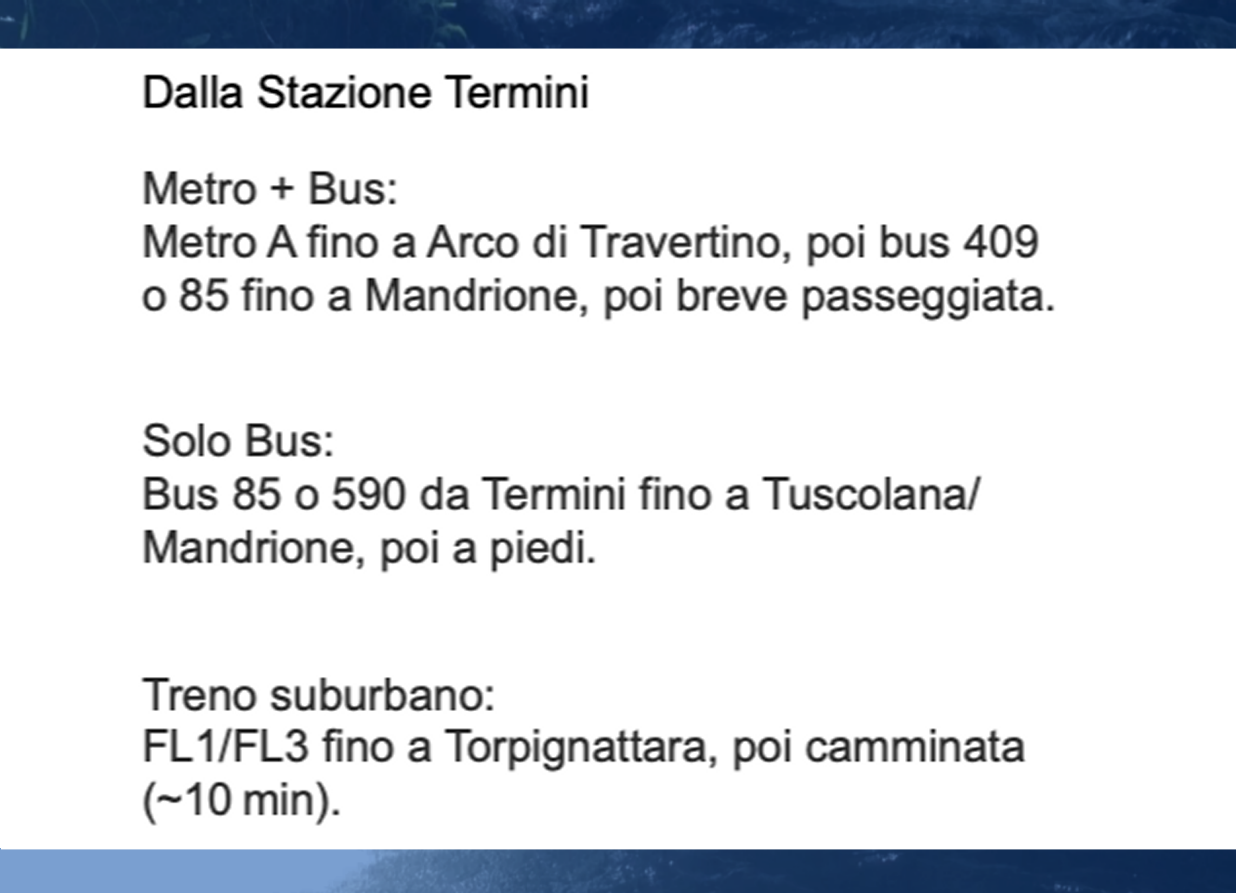 Dalla Stazione Termini
Metro + Bus:
Metro A fino a Arco di Travertino, poi bus 409
o 85 fino a Mandrione, poi breve passeggiata.
Solo Bus:
Bus 85 o 590 da Termini fino a Tuscolana/
Mandrione, poi a piedi.
Treno suburbano:
FL1/FL3 fino a Torpignattara, poi camminata
(~10 min).